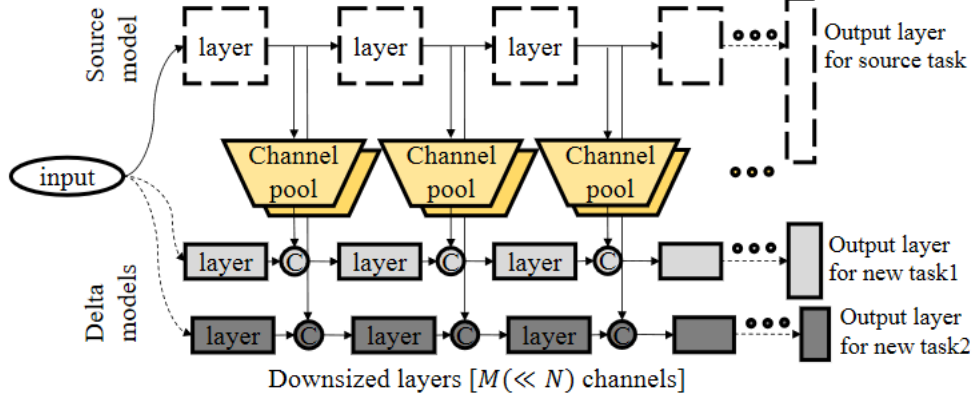 Source
model
layer
layer
layer
Output layer
for source task
Channel
pool
Channel
pool
Channel
pool
input
Delta
models
layer
C
layer
C
layer
C
Output layer
for new task1
layer
C
layer
C
layer
C
Output layer
for new task2
Downsized layers [M(≪ N) channels]